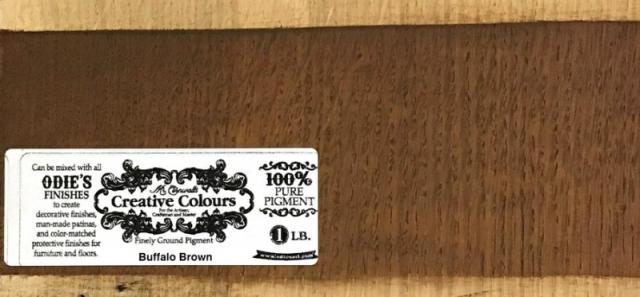 Can be mixed with all
ODIE'S
FINISHES
to create
decorative finishes,
man-made patinas,
and color-matched
protective finishes for
furniture and floors.
Creative Colours
For the Artisan,
Craftsman and Master
Finely Ground Pigment
Buffalo Brown
100%
PURE
PIGMENT
1 LB.